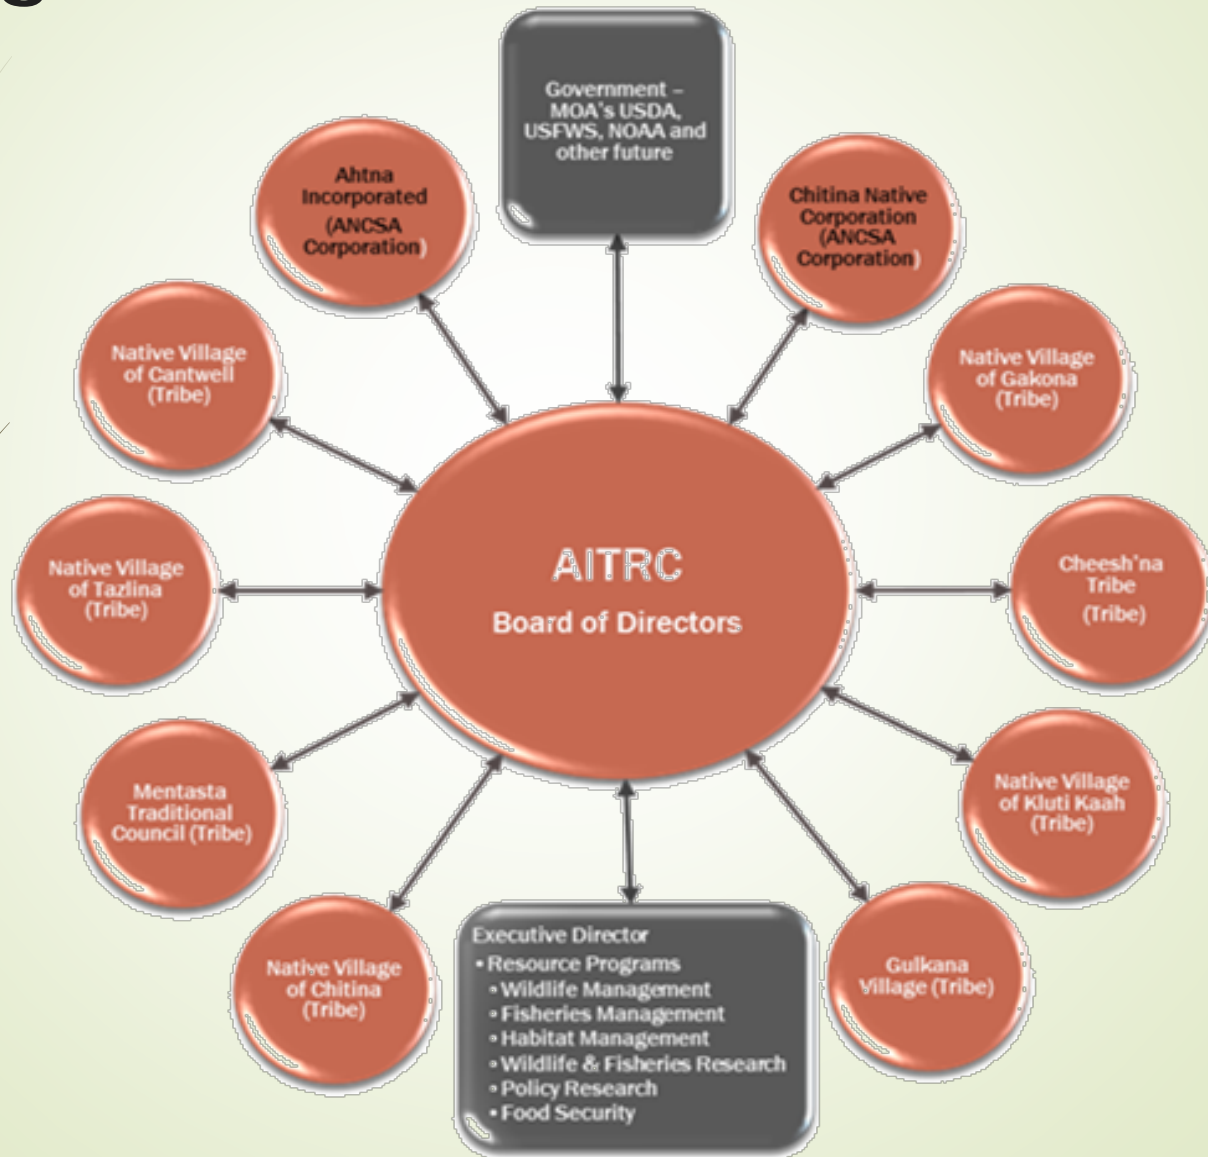 Government –
MOA's USDA,
USFWS, NOAA and
other future
Ahtna
Incorporated
(ANCSA
Corporation)
Chitina Native
Corporation
(ANCSA
Corporation)
Native Village
of Cantwell
(Tribe)
Native Village
of Gakona
(Tribe)
Native Village
of Tazlina
(Tribe)
AITRC
Board of Directors
Cheesh'na
Tribe
(Tribe)
Mentasta
Traditional
Council (Tribe)
Native Village
of Kluti Kaah
(Tribe)
Native Village
of Chitina
(Tribe)
Executive Director
• Resource Programs
• Wildlife Management
• Fisheries Management
• Habitat Management
• Wildlife & Fisheries Research
• Policy Research
• Food Security
Gulkana
Village (Tribe)